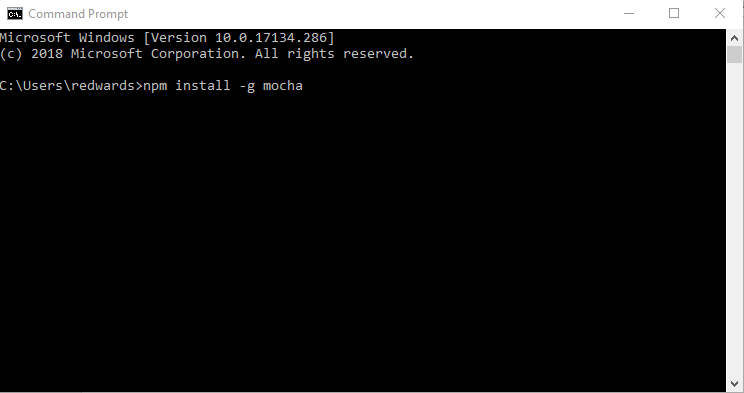 Command Prompt
Microsoft Windows [Version 10.0.17134.286]
(c) 2018 Microsoft Corporation. All rights reserved.
C:\Users\redwards>npm install -g mocha